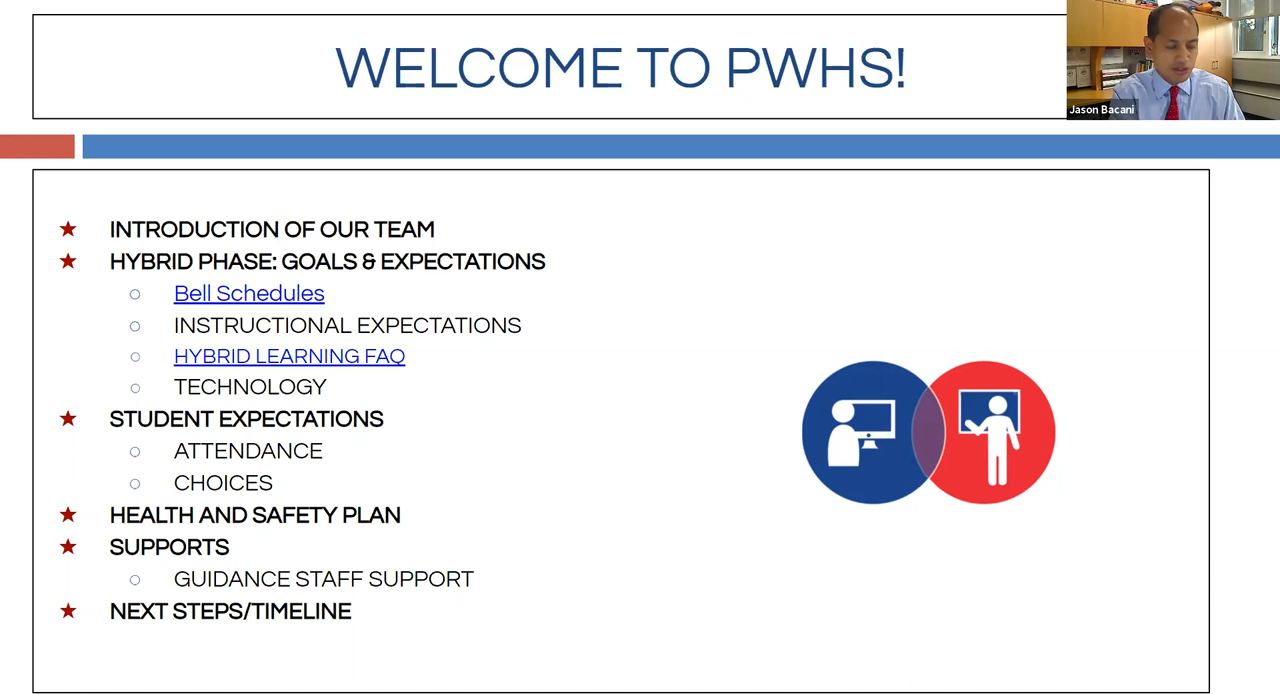 WELCOME TO PWHS!
Jason Bacani
INTRODUCTION OF OUR TEAM
HYBRID PHASE: GOALS & EXPECTATIONS
Bell Schedules
INSTRUCTIONAL EXPECTATIONS
HYBRID LEARNING FAQ
TECHNOLOGY
STUDENT EXPECTATIONS
ATTENDANCE
CHOICES
HEALTH AND SAFETY PLAN
SUPPORTS
GUIDANCE STAFF SUPPORT
NEXT STEPS/TIMELINE